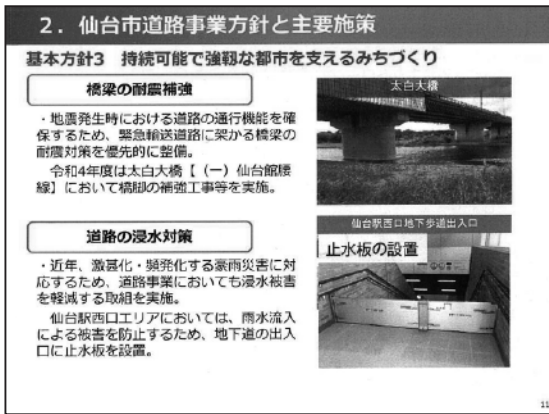 2．仙台市道路事業方針と主要施策
基本方針3　持続可能で強靱な都市を支えるみちづくり
橋梁の耐震補強
・地震発生時における道路の通行機能を確
保するため、緊急輸送道路に架かる橋梁の
耐震対策を優先的に整備。
令和4年度は太白大橋【（一）仙台館腰
線】において橋脚の補強工事等を実施。
太白大橋
道路の浸水対策
・近年、激甚化・頻発化する豪雨災害に対
応するため、道路事業においても浸水被害
を軽減する取組を実施。
仙台駅西口エリアにおいては、雨水流入
による被害を防止するため、地下道の出入
口に止水板を設置。
仙台駅西口地下歩道出入口
止水板の設置
11